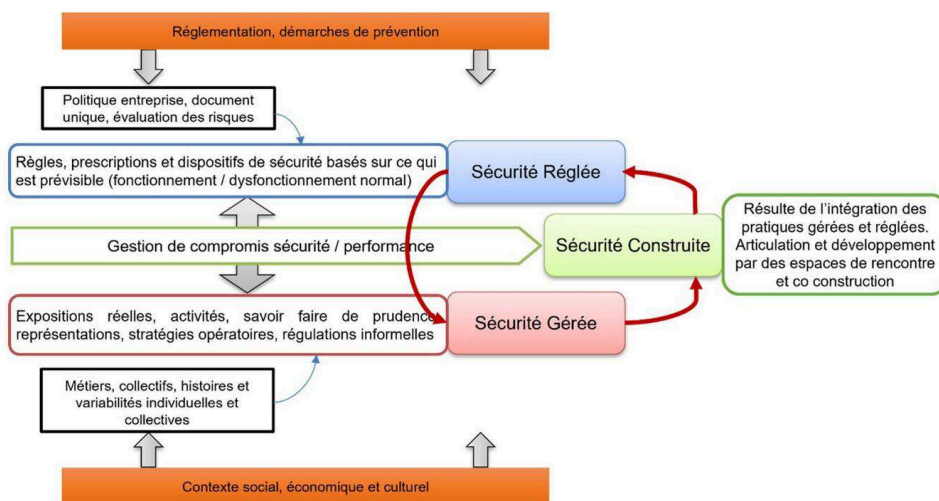 Réglementation, démarches de prévention
Politique entreprise, document
unique, évaluation des risques
Règles, prescriptions et dispositifs de sécurité basés sur ce qui
est prévisible (fonctionnement / dysfonctionnement normal)
Sécurité Réglée
Gestion de compromis sécurité / performance
Sécurité Construite
Résulte de l'intégration des
pratiques gérées et réglées.
Articulation et développement
par des espaces de rencontre
et co construction
Expositions réelles, activités, savoir faire de prudence
représentations, stratégies opératoires, régulations informelles
Sécurité Gérée
Métiers, collectifs, histoires et
variabilités individuelles et
collectives
Contexte social, économique et culturel